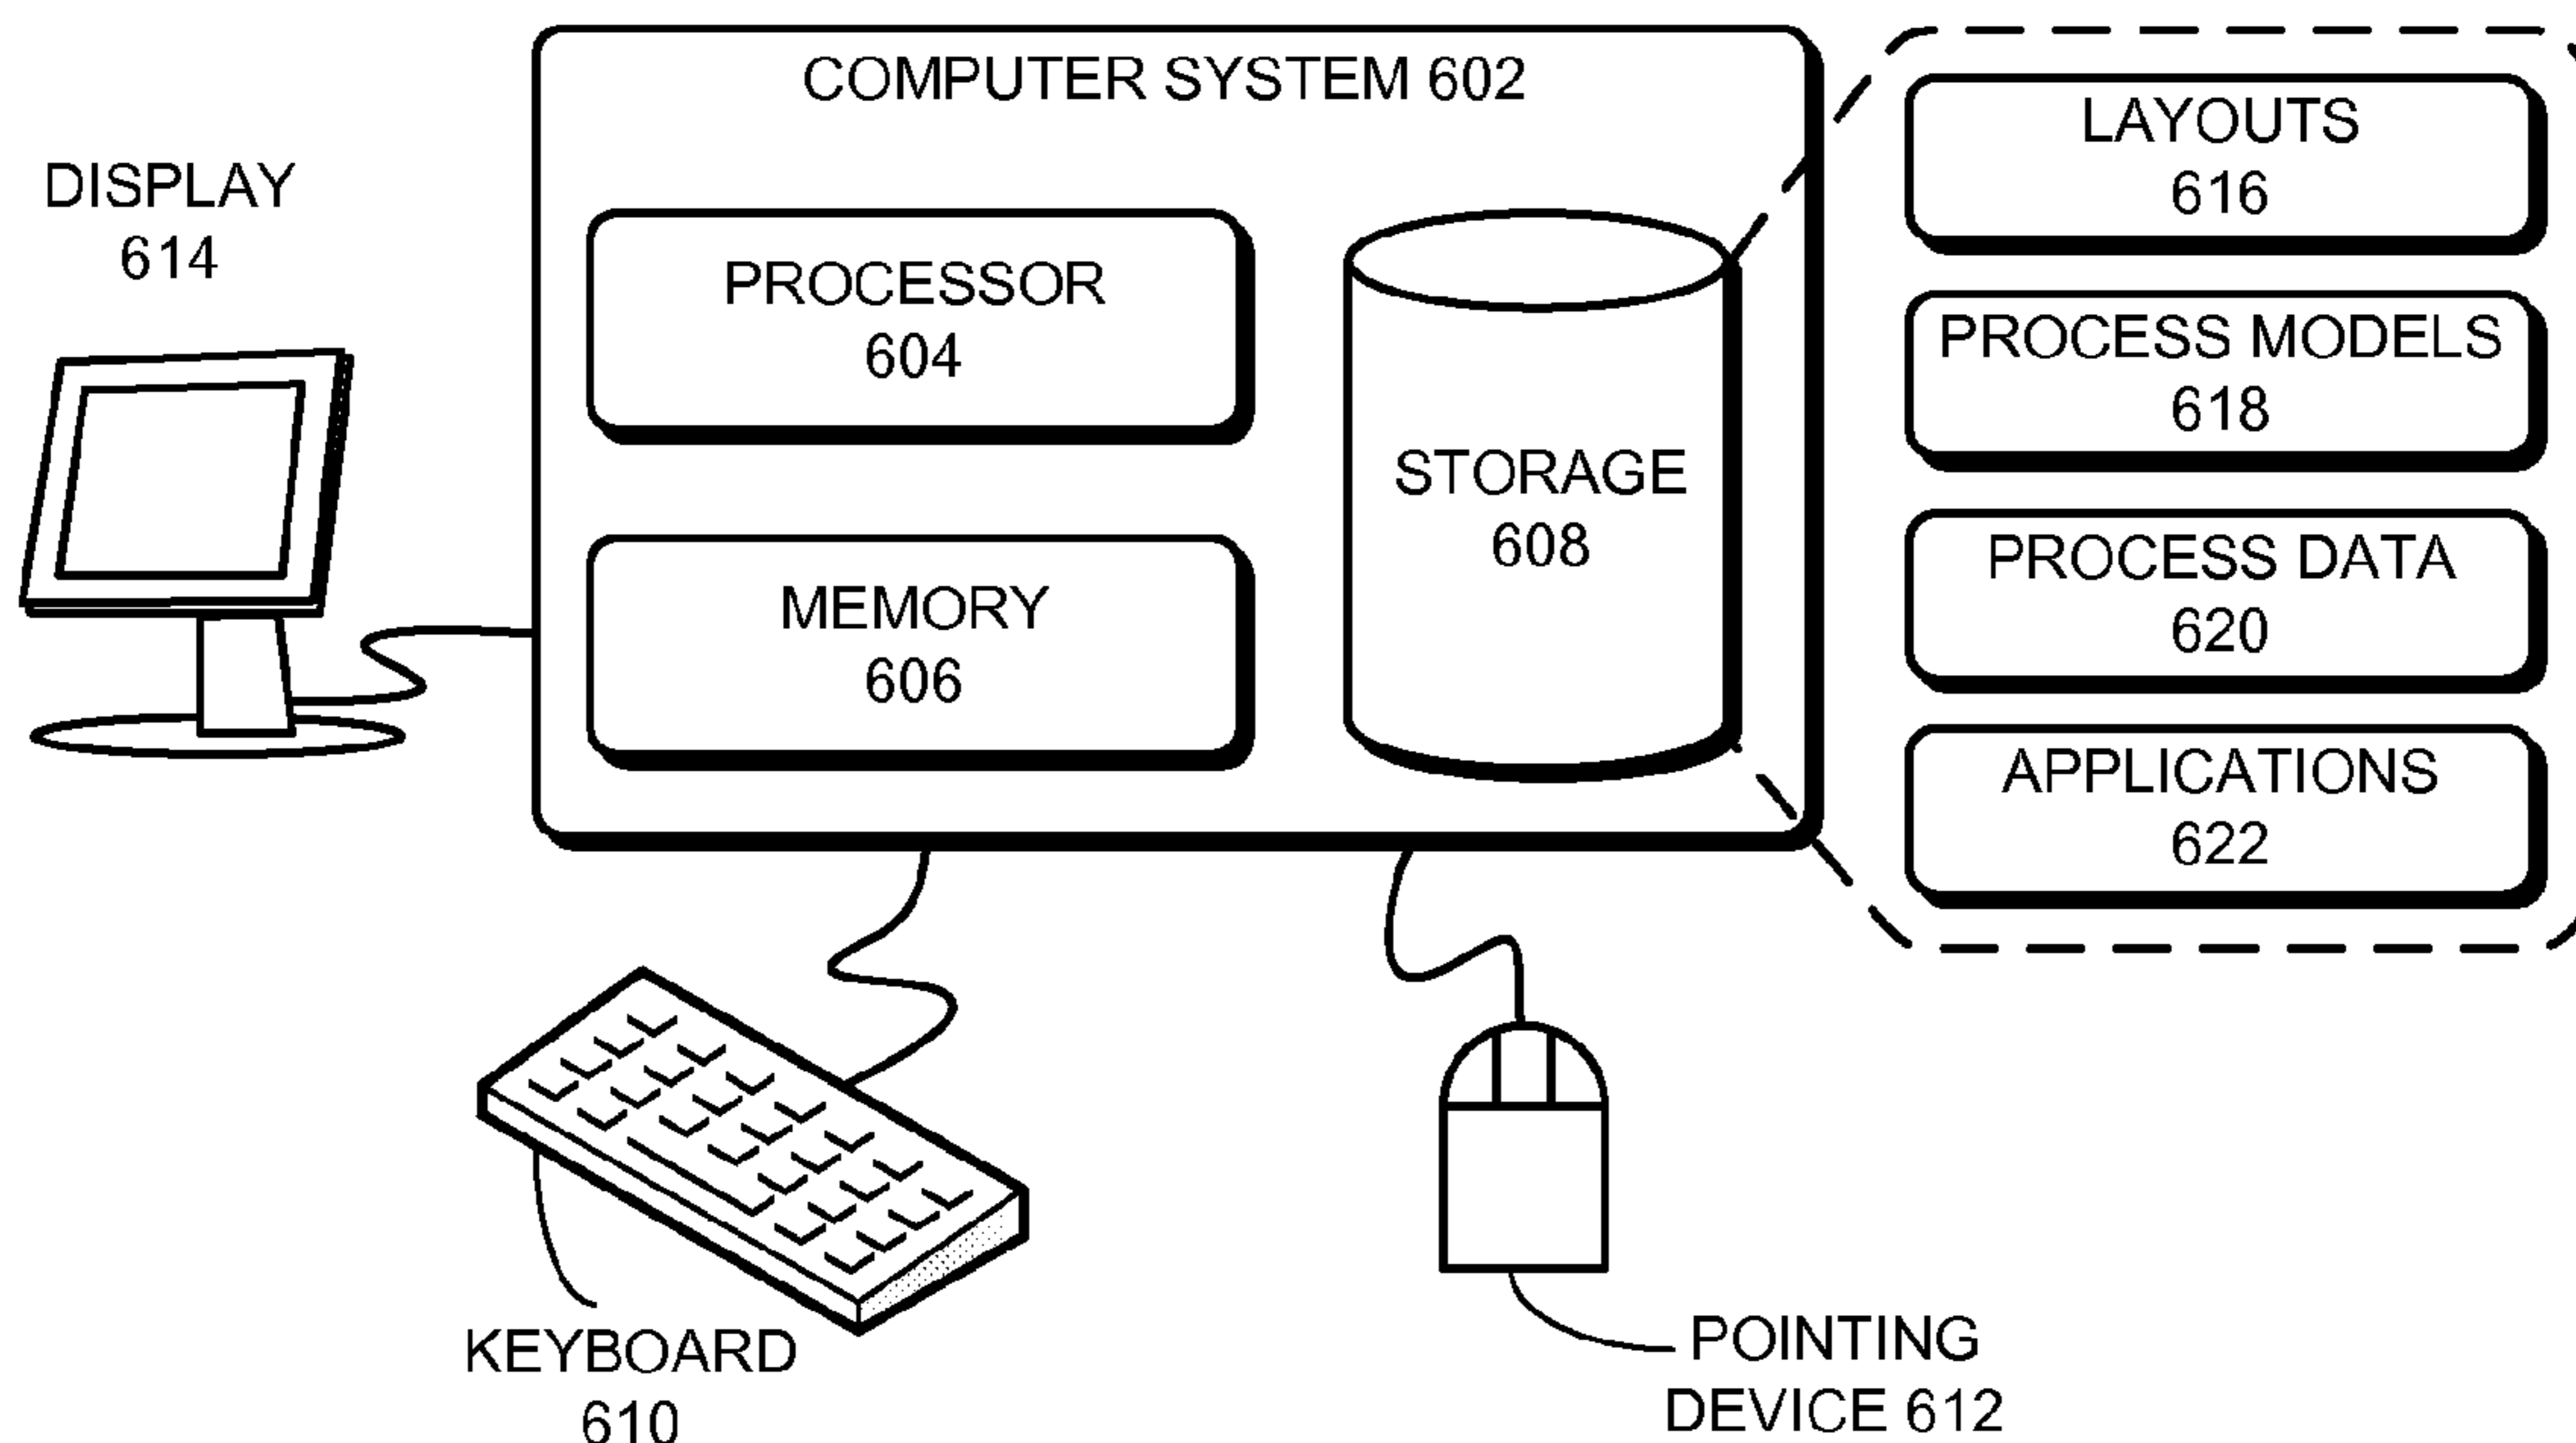 COMPUTER SYSTEM 602
DISPLAY
614
PROCESSOR
604
MEMORY
606
STORAGE
608
LAYOUTS
616
PROCESS MODELS
618
PROCESS DATA
620
APPLICATIONS
622
KEYBOARD
610
POINTING
DEVICE 612